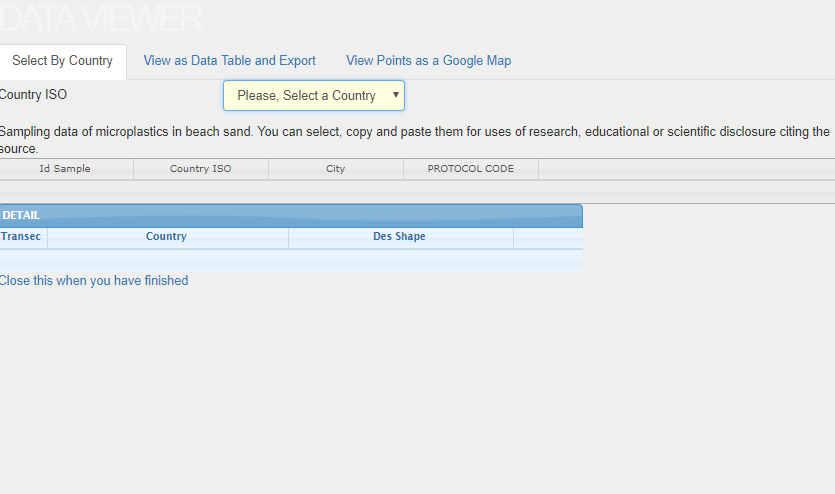 DATA VIEWER
Select By Country View as Data Table and Export View Points as a Google Map
Country ISO Please, Select a Country
Sampling data of microplastics in beach sand. You can select, copy and paste them for uses of research, educational or scientific disclosure citing the
source.
Id Sample Country ISO City PROTOCOL CODE
DETAIL
Transec Country Des Shape
Close this when you have finished